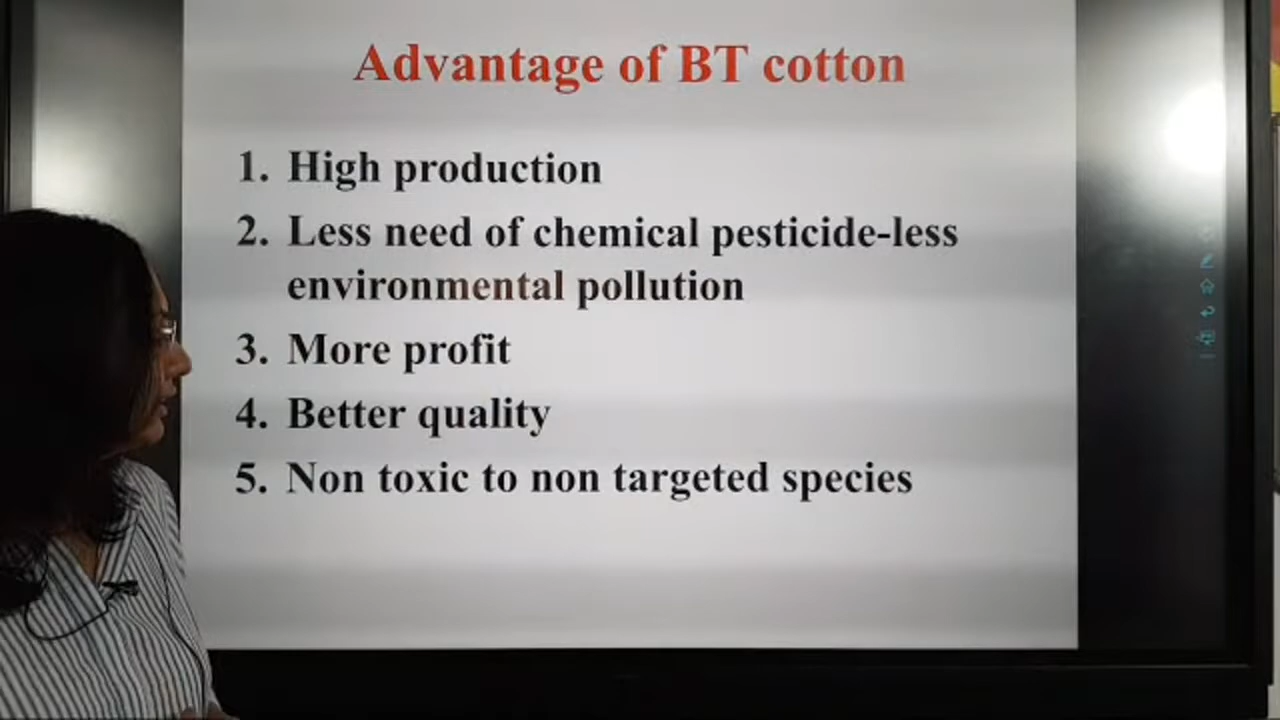 Advantage of BT cotton
1. High production
2. Less need of chemical pesticide-less
environmental pollution
3. More profit
4. Better quality
5. Non toxic to non targeted species